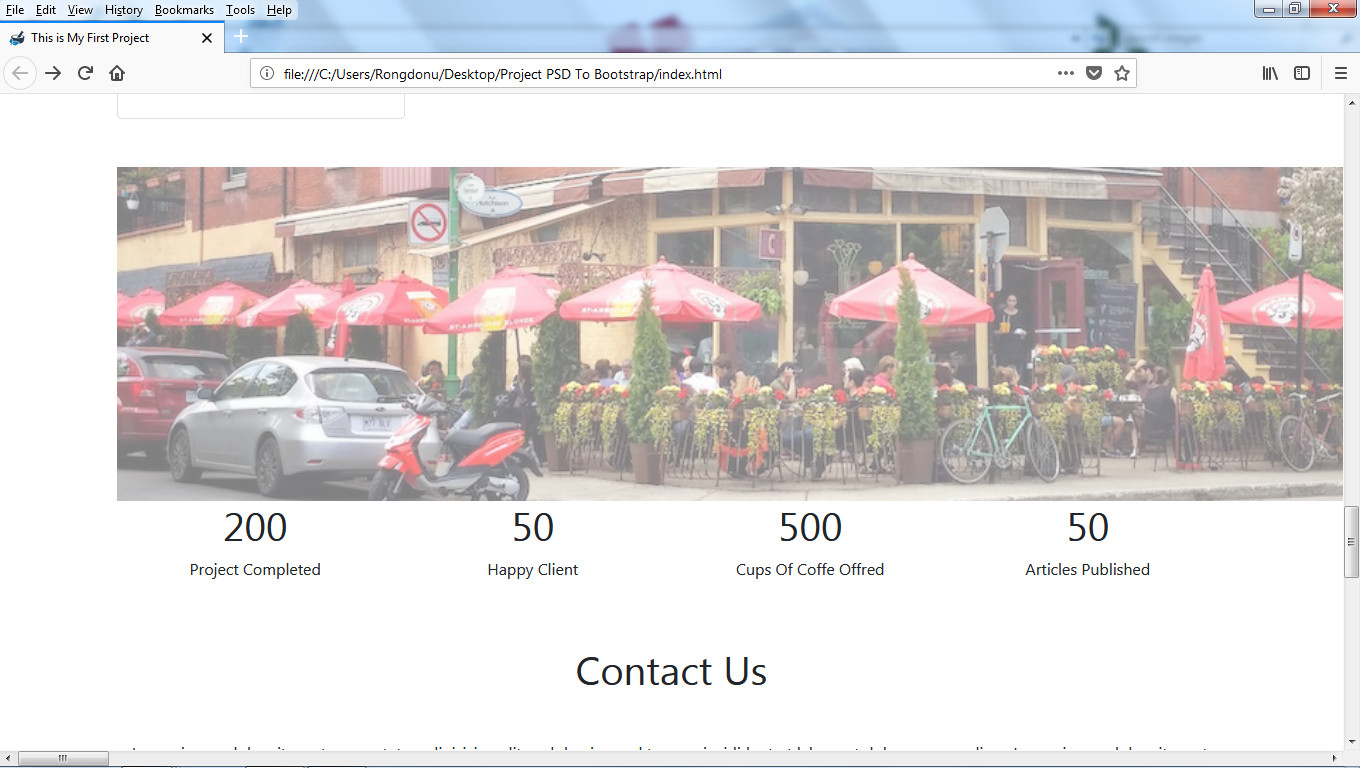 File Edit View History Bookmarks Tools Help
This is My First Project
file:///C:/Users/Rongdonu/Desktop/Project PSD To Bootstrap/index.html
200
50
500
50
Project Completed
Happy Client
Cups Of Coffe Offred
Articles Published
Contact Us